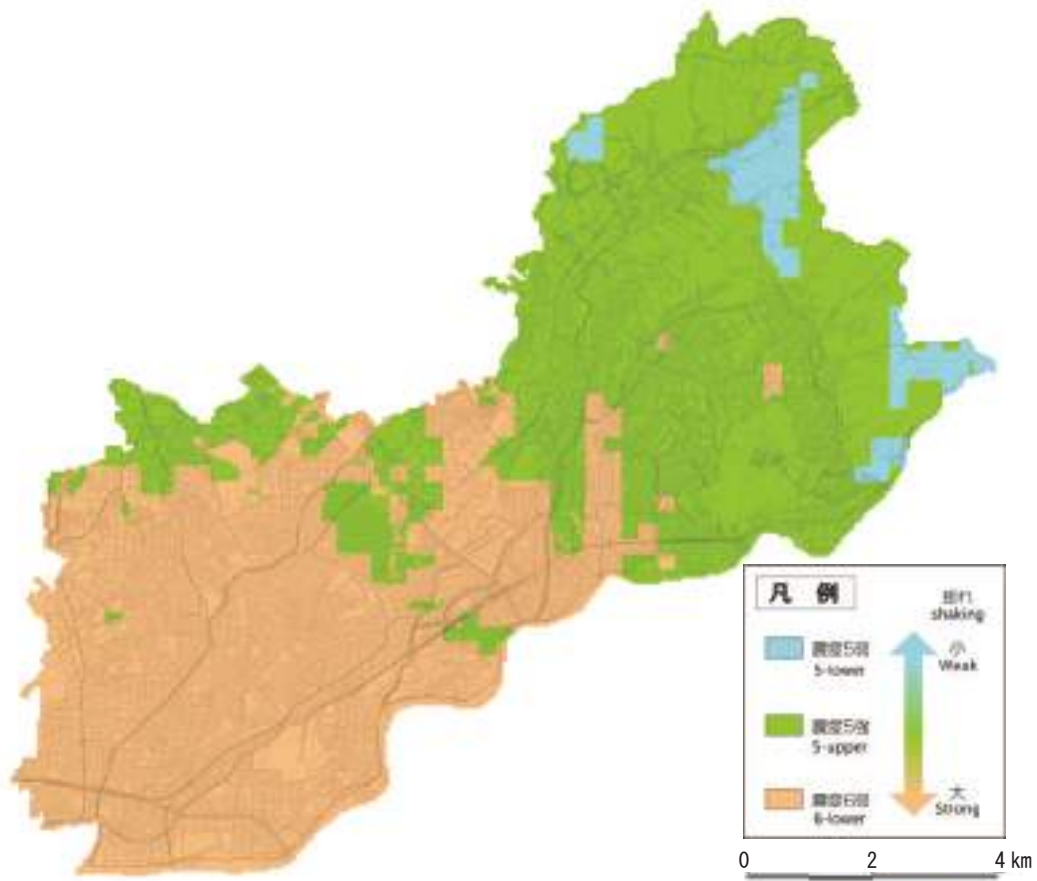 凡 例
揺れ
shaking
小
Weak
震度5弱
5-lower
震度5強
5-upper
震度6弱
6-lower
大
Strong
0 2 4 km